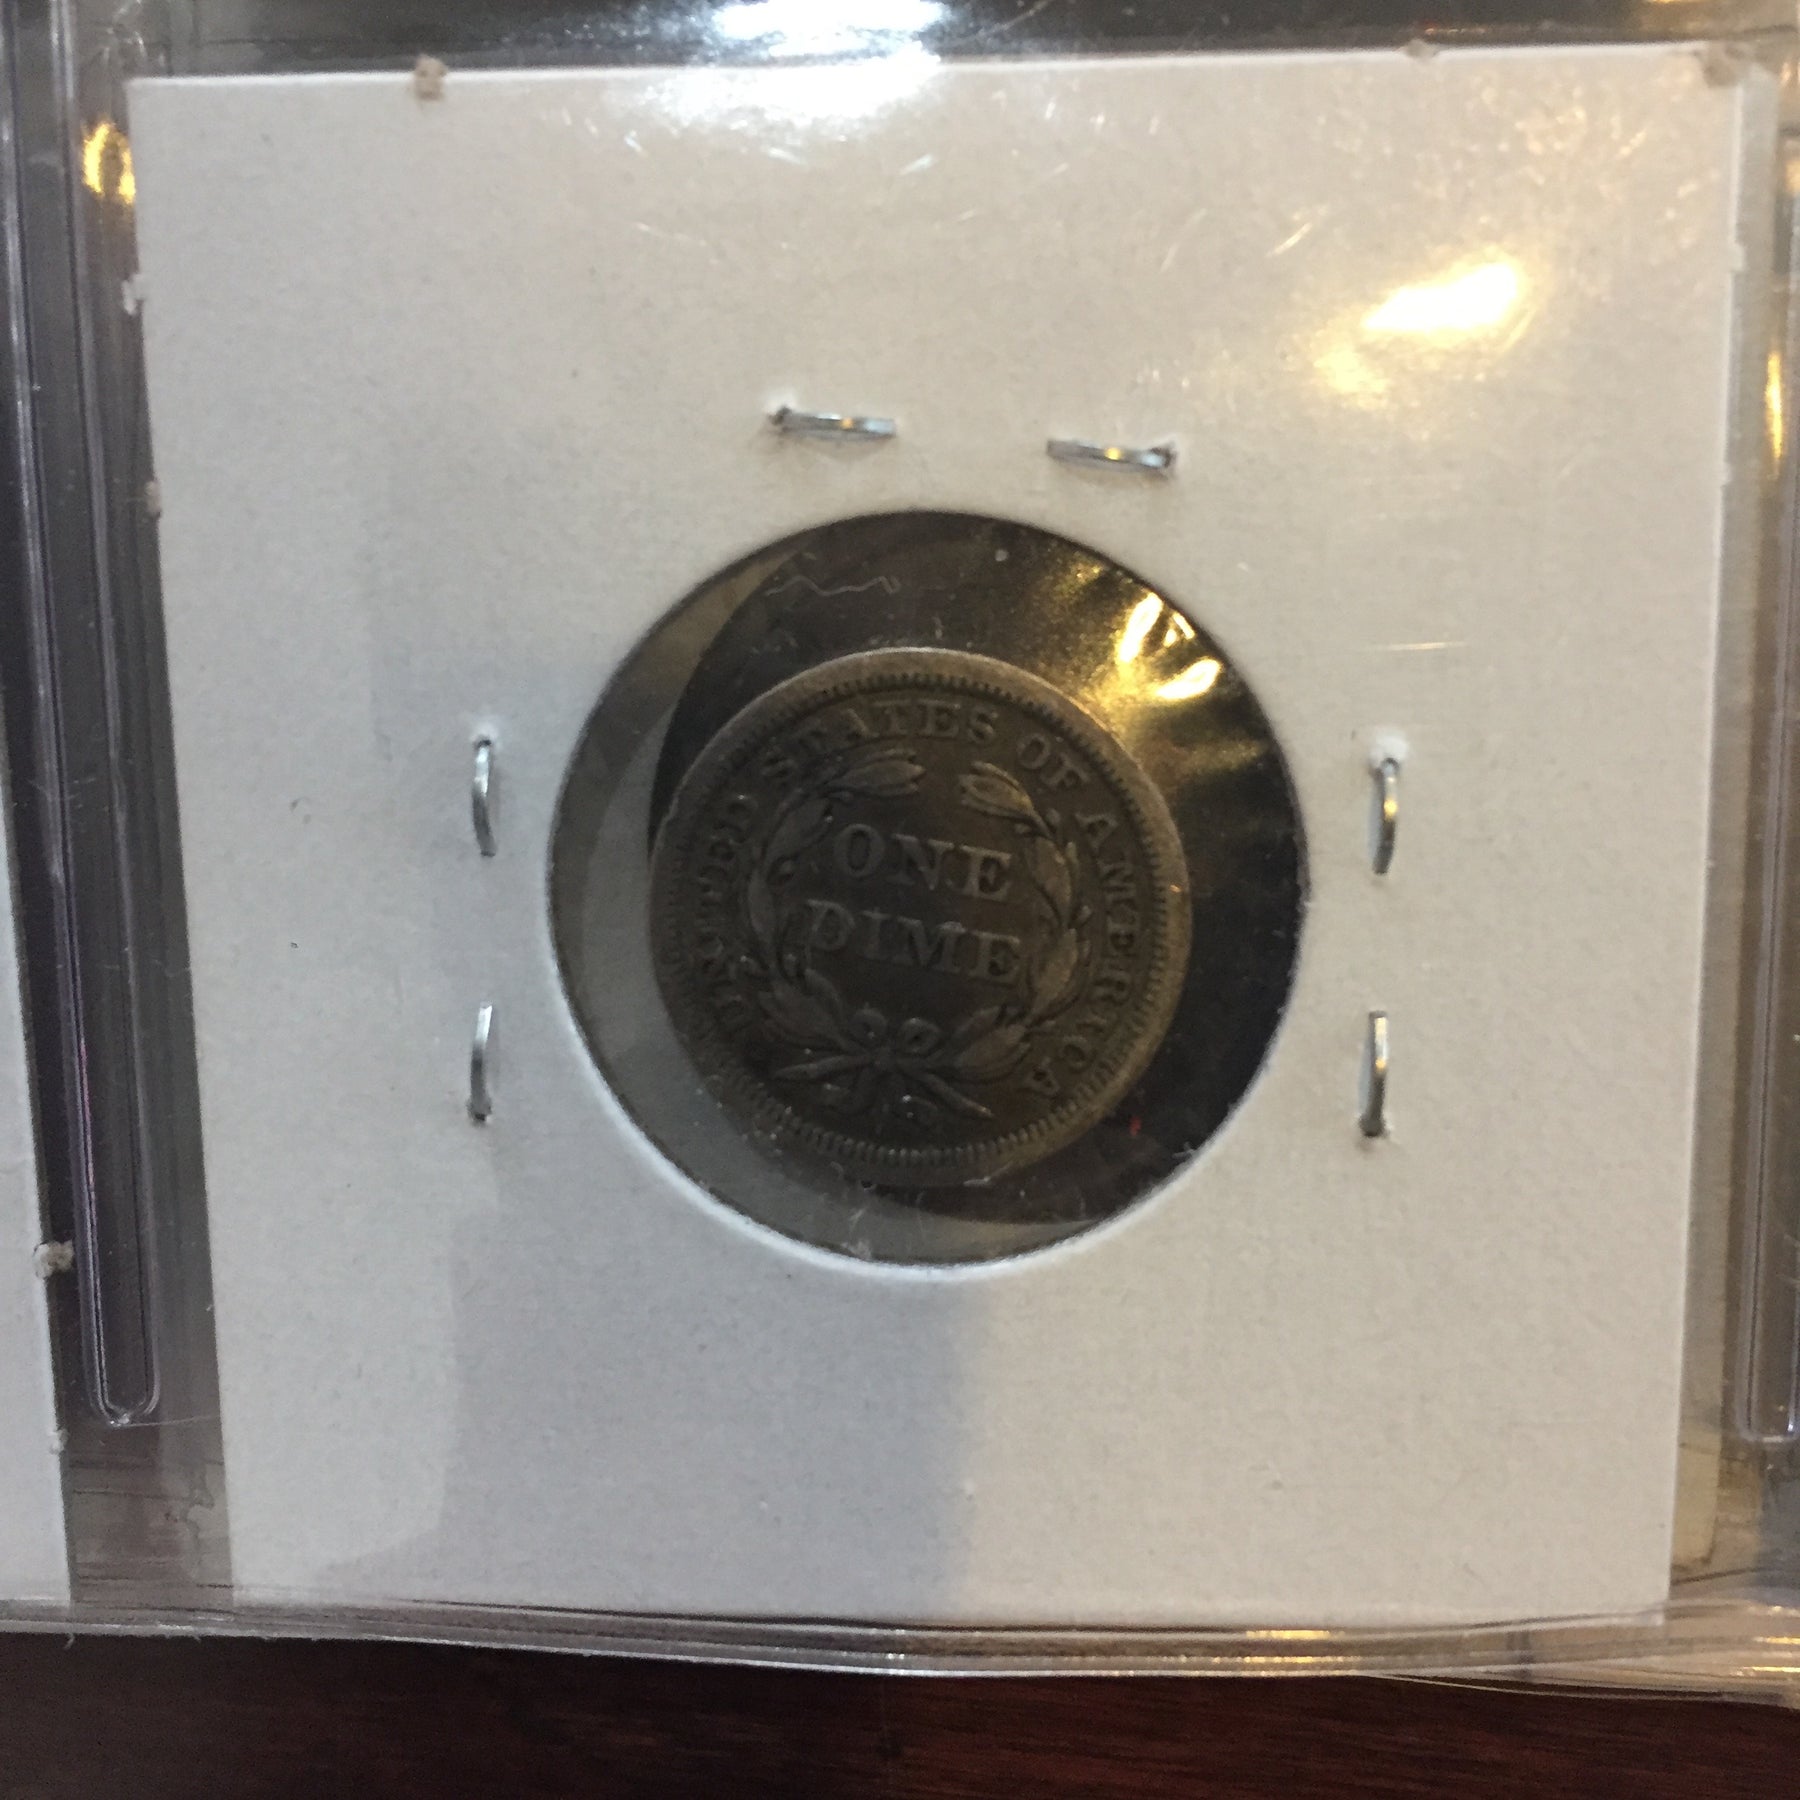 UNITED STATES OF AMERICA
ONE
DIME